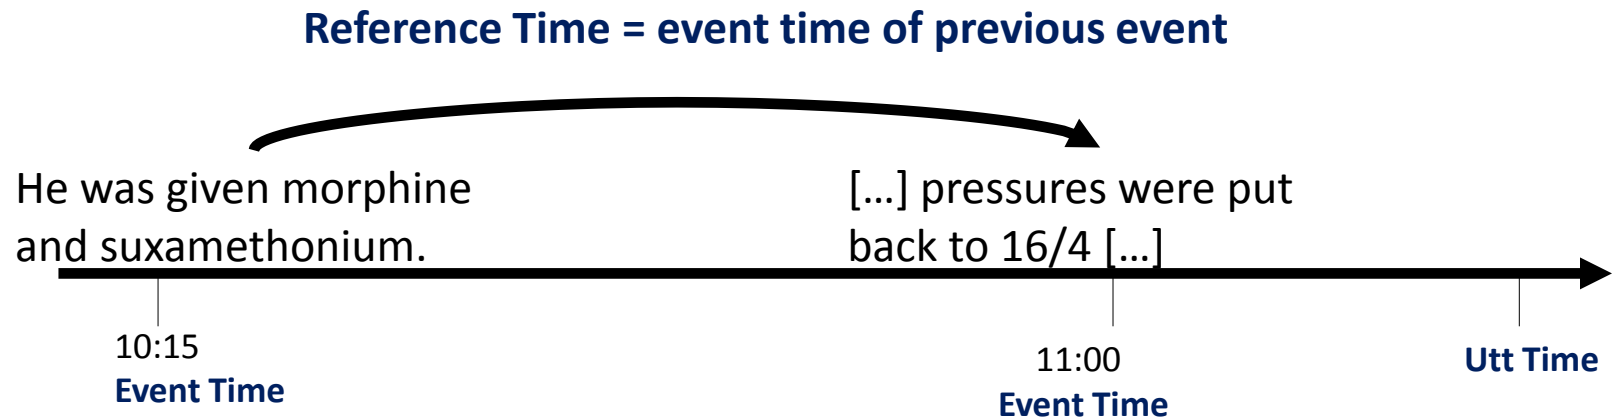 Reference Time = event time of previous event
He was given morphine
and suxamethonium.
[…] pressures were put
back to 16/4 […]
10:15
Event Time
11:00
Event Time
Utt Time